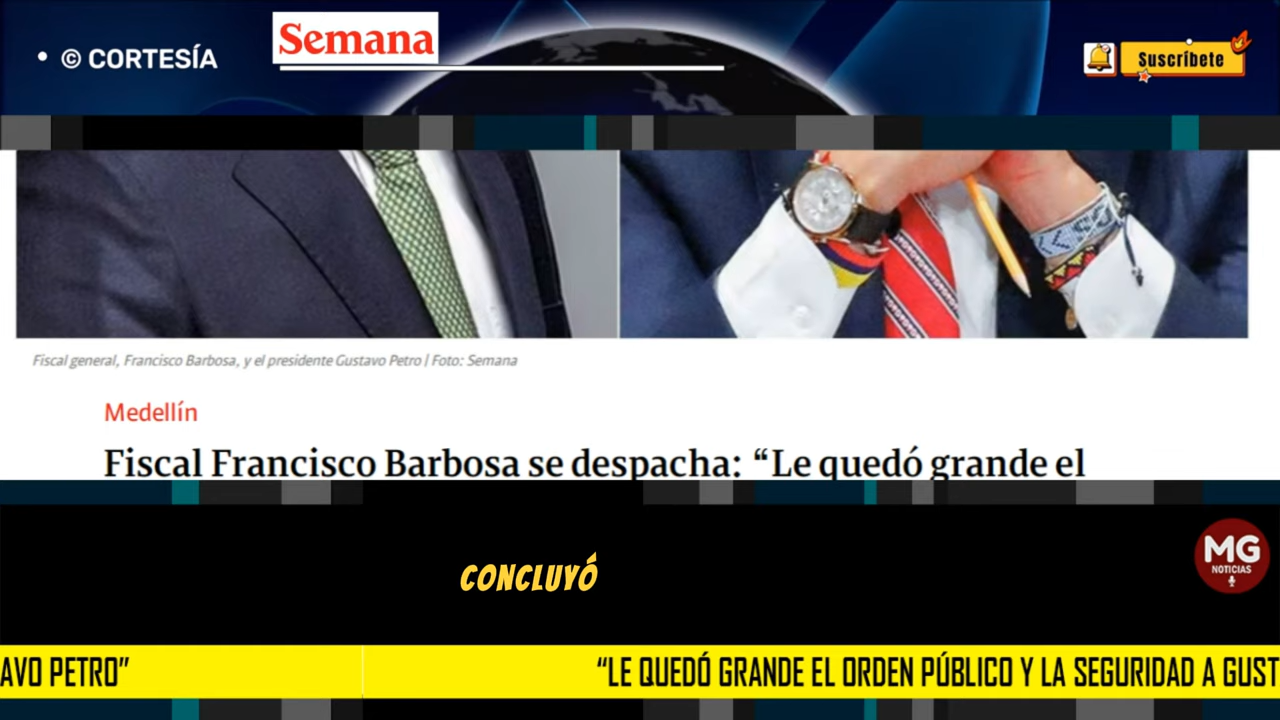 • © CORTESÍA
Semana
Suscríbete
Fiscal general, Francisco Barbosa, y el presidente Gustavo Petro | Foto: Semana
Medellín
Fiscal Francisco Barbosa se despacha: “Le quedó grande el
CONCLUYÓ
MG
NOTICIAS
AVO PETRO” “LE QUEDÓ GRANDE EL ORDEN PÚBLICO Y LA SEGURIDAD A GUST